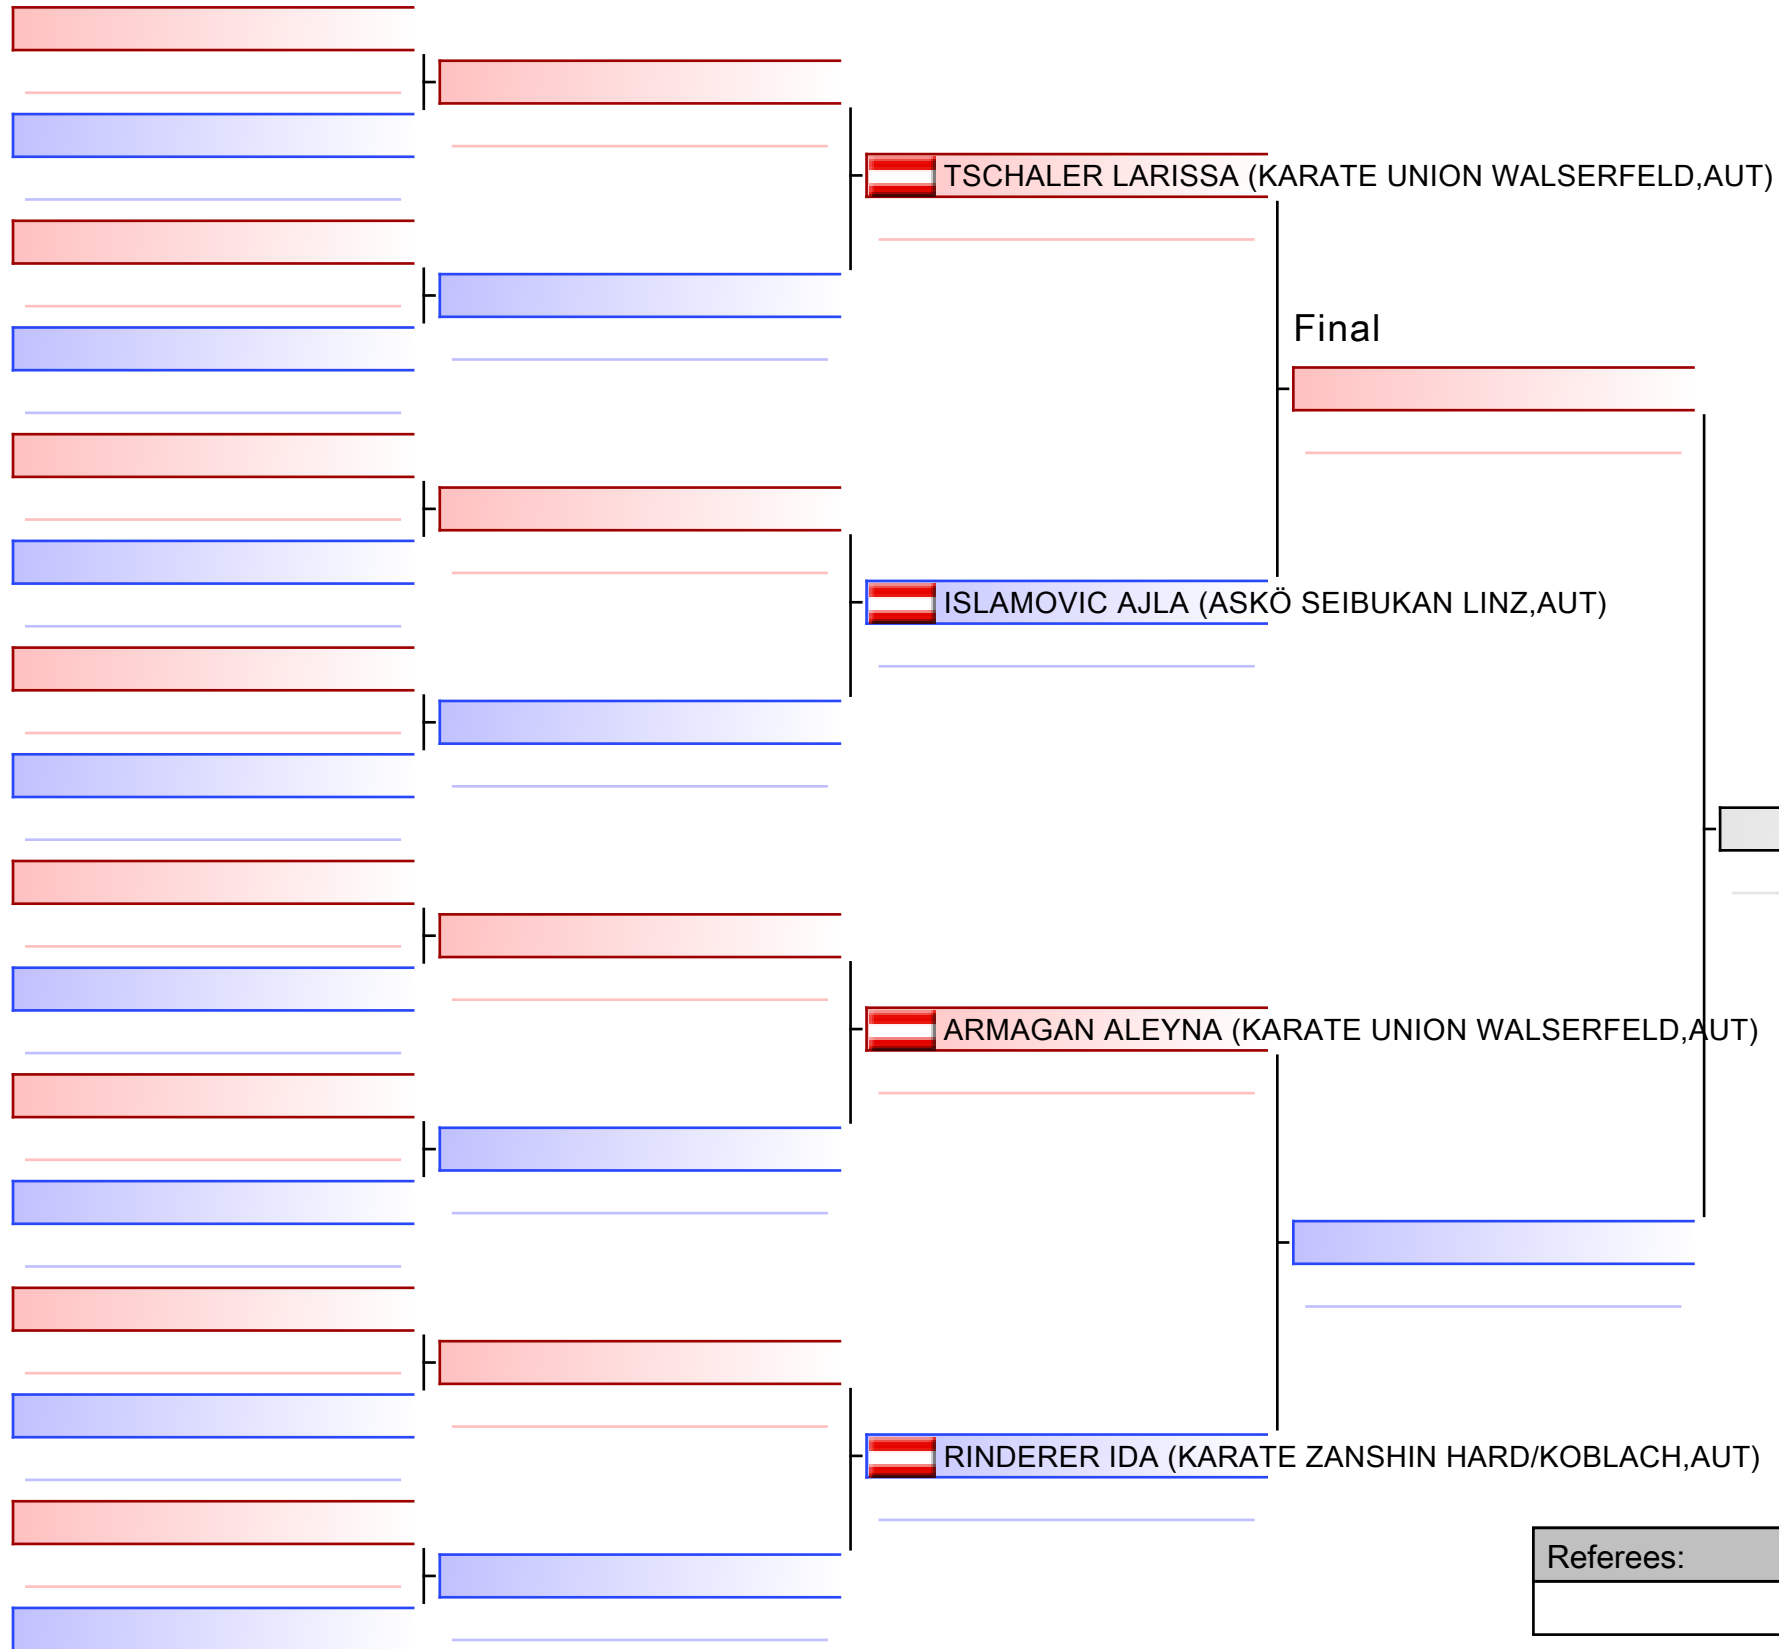 TSCHALER LARISSA (KARATE UNION WALSERFELD,AUT)
Final
ISLAMOVIC AJLA (ASKÖ SEIBUKAN LINZ,AUT)
ARMAGAN ALEYNA (KARATE UNION WALSERFELD,AUT)
RINDERER IDA (KARATE ZANSHIN HARD/KOBLACH,AUT)
Referees: